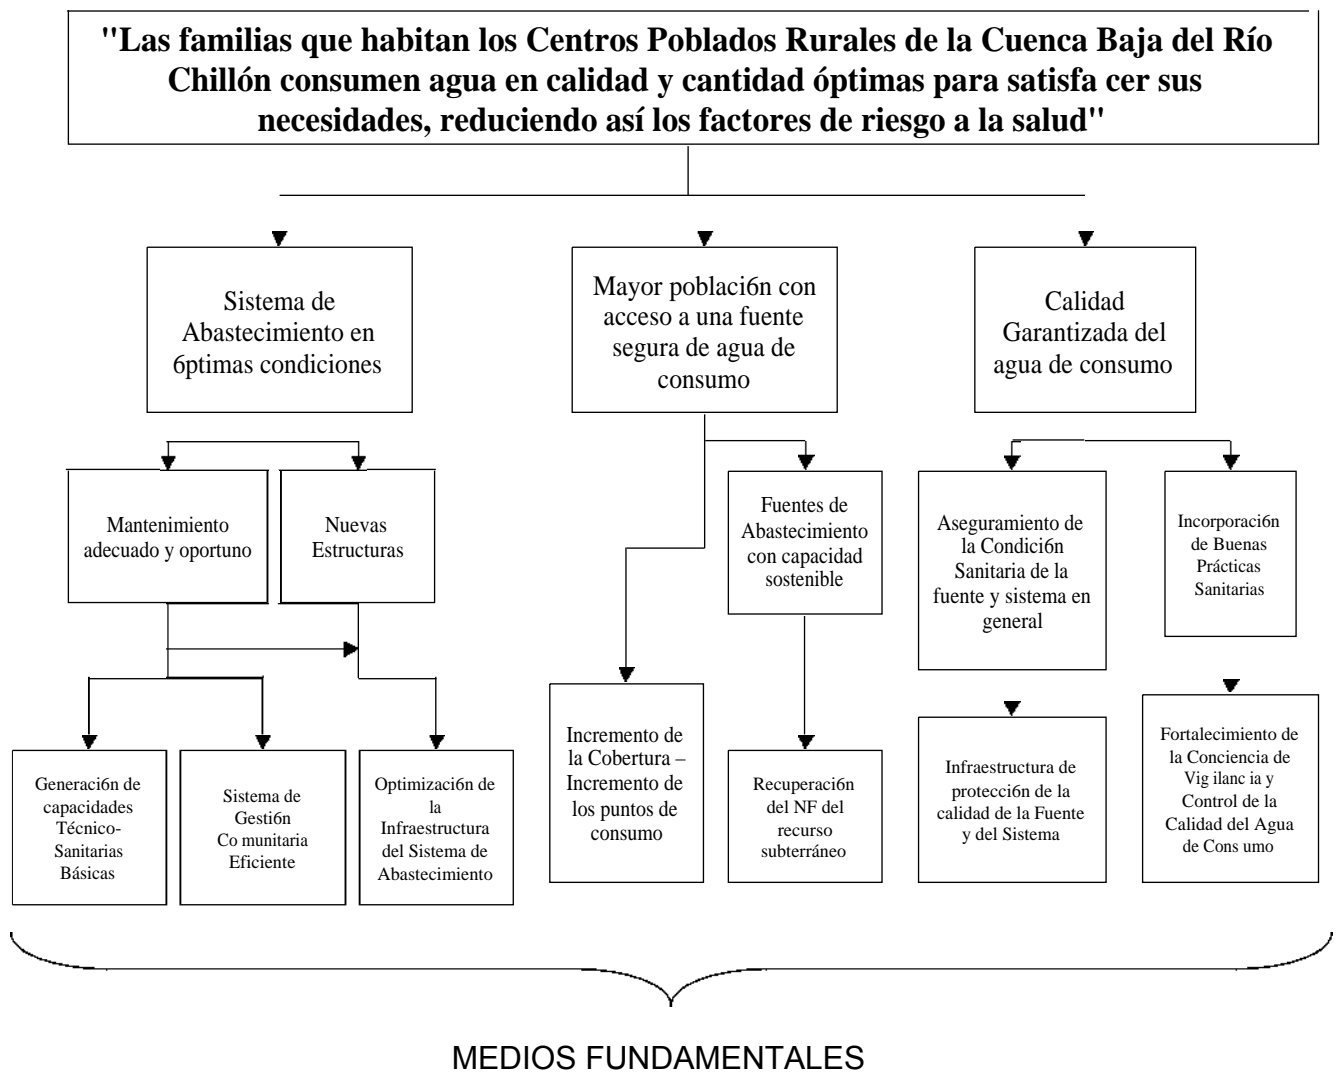 "Las familias que habitan los Centros Poblados Rurales de la Cuenca Baja del Río
Chillón consumen agua en calidad y cantidad óptimas para satisfa cer sus
necesidades, reduciendo así los factores de riesgo a la salud"
Sistema de
Abastecimiento en
6ptimas condiciones
Mayor poblaci6n con
acceso a una fuente
segura de agua de
consumo
Calidad
Garantizada del
agua de consumo
Mantenimiento
adecuado y oportuno
Nuevas
Estructuras
Fuentes de
Abastecimiento
con capacidad
sostenible
Aseguramiento de
la Condici6n
Sanitaria de la
fuente y sistema en
general
Incorporaci6n
de Buenas
Prácticas
Sanitarias
Generaci6n de
capacidades
Técnico-
Sanitarias
Básicas
Sistema de
Gesti6n
Co munitaria
Eficiente
Optimizaci6n de
la
Infraestructura
del Sistema de
Abastecimiento
Incremento de
la Cobertura –
Incremento de
los puntos de
consumo
Recuperaci6n
del NF del
recurso
subterráneo
Infraestructura de
protecci6n de la
calidad de la Fuente
y del Sistema
Fortalecimiento de
la Conciencia de
Vig ilanc ia y
Control de la
Calidad del Agua
de Cons umo
MEDIOS FUNDAMENTALES